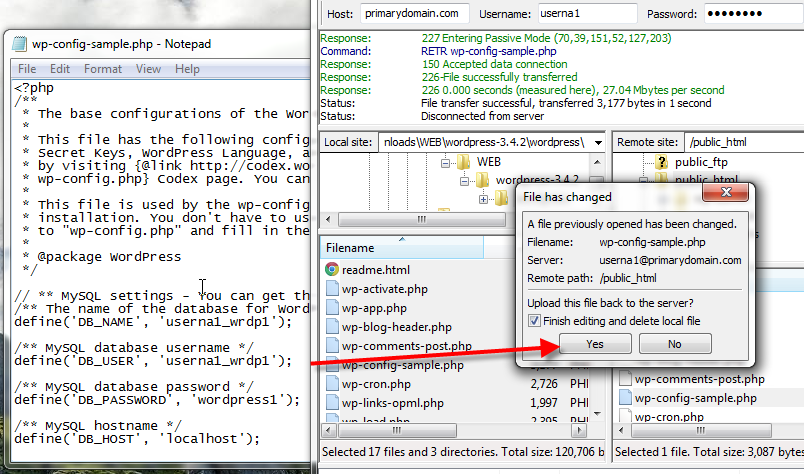 Host: primarydomain.com Username: userna1 Password: ●●●●●●●●
Response: 227 Entering Passive Mode (70,39,151,52,127,203)
Command: RETR wp-config-sample.php
Response: 150 Accepted data connection
Response: 226-File successfully transferred
Response: 226 0.000 seconds (measured here), 27.04 Mbytes per second
Status: File transfer successful, transferred 3,177 bytes in 1 second
Status: Disconnected from server
wp-config-sample.php - Notepad
File Edit Format View Help
<?php
/**
* The base configurations of the Wor
*
* This file has the following config
* Secret Keys, WordPress Language, a
* by visiting {@link http://codex.wo
* wp-config.php} Codex page. You can
*
* This file is used by the wp-config
* installation. You don't have to us
* to "wp-config.php" and fill in the
*
* @package WordPress
*/
// ** MySQL settings - You can get th
/** The name of the database for Word
define('DB_NAME', 'userna1_wrdp1');
/** MySQL database username */
define('DB_USER', 'userna1_wrdp1');
/** MySQL database password */
define('DB_PASSWORD', 'wordpress1');
/** MySQL hostname */
define('DB_HOST', 'localhost');
Local site: nloads\WEB\wordpress-3.4.2\wordpress\
WEB
wordpress-3.4.2
Remote site: /public_html
public_ftp
public_html
Filename
readme.html
wp-activate.php
wp-app.php
wp-blog-header.php
wp-comments-post.php
wp-config-sample.php
wp-cron.php 2,726 PHI
wp-links-opml.php 1,997 PHI
wp-load.php 2,395 PHI
Selected 17 files and 3 directories. Total size: 120,706 b
File has changed
A file previously opened has been changed.
Filename: wp-config-sample.php
Server: userna1@primarydomain.com
Remote path: /public_html
Upload this file back to the server?
Finish editing and delete local file
Yes No
wp-comments-post.php
wp-config-sample.php
wp-cron.php
Selected 1 file. Total size: 3,087 bytes